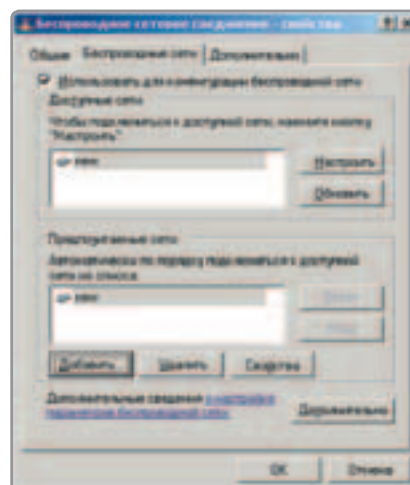 Беспроводное сетевое соединение - свойства
Общие Беспроводные сети Дополнительно
Использовать для конфигурации беспроводной сети
Доступные сети
Чтобы подключиться к доступной сети, нажмите кнопку
"Настроить"
Настроить
Обновить
Предпочитаемые сети
Автоматически по порядку подключаться к доступной
сети из списка:
Добавить... Удалить Свойства
Дополнительные сведения о настройке
параметров беспроводной сети.
Дополнительно
OK Отмена